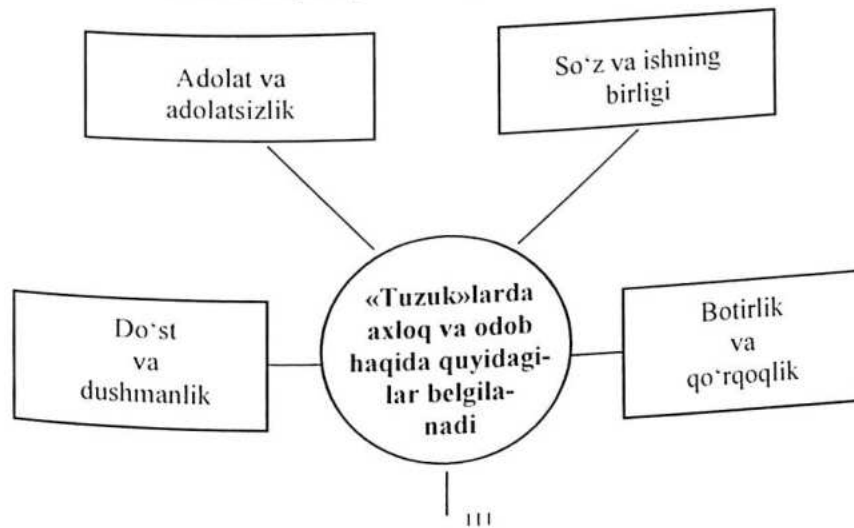 Adolat va
adolatsizlik
So‘z va ishning
birligi
«Tuzuk»larda
axloq va odob
haqida quyidagi-
lar belgila-
nadi
Do‘st
va
dushmanlik
Botirlik
va
qo‘rqoqlik